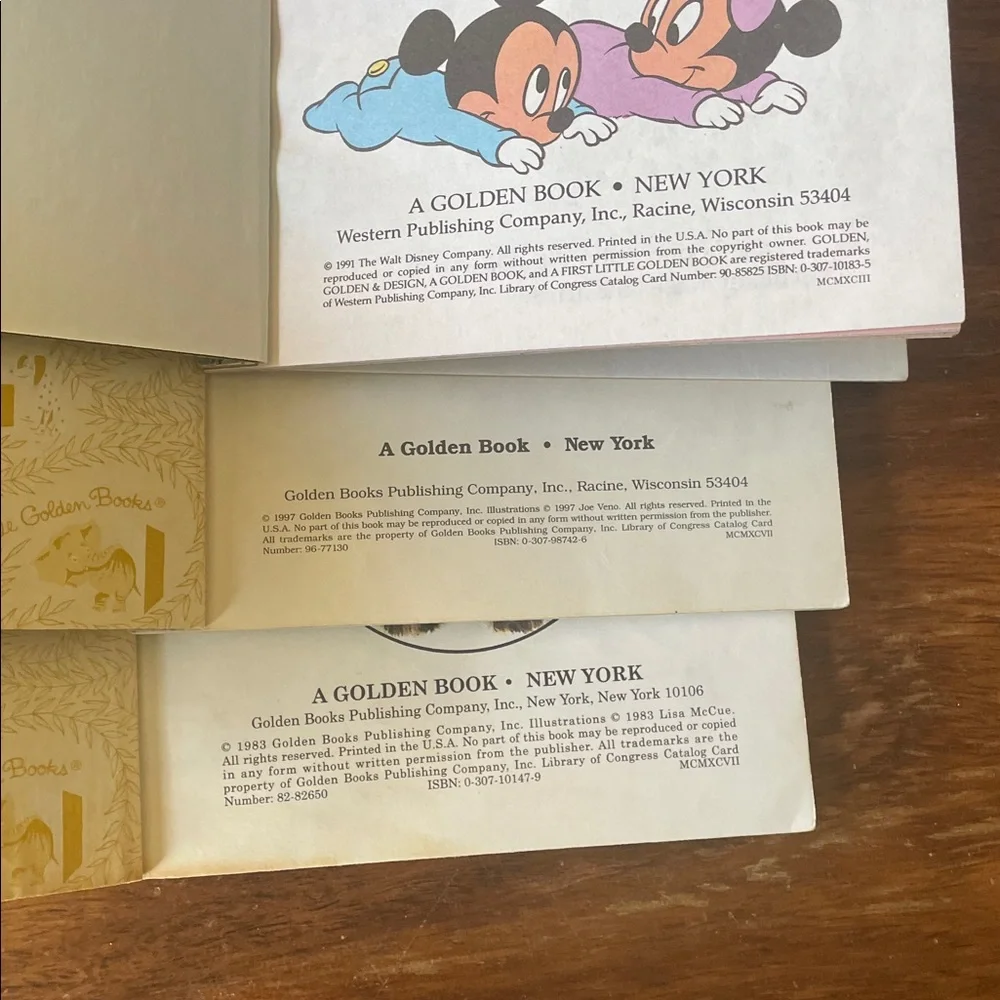 A GOLDEN BOOK • NEW YORK
Western Publishing Company, Inc., Racine, Wisconsin 53404
© 1991 The Walt Disney Company. All rights reserved. Printed in the U.S.A. No part of this book may be
reproduced or copied in any form without written permission from the copyright owner. GOLDEN,
GOLDEN & DESIGN, A GOLDEN BOOK, and A FIRST LITTLE GOLDEN BOOK are registered trademarks
of Western Publishing Company, Inc. Library of Congress Catalog Card Number: 90-85825 ISBN: 0-307-10183-5
MCMXCIII
A Golden Book • New York
Golden Books Publishing Company, Inc., Racine, Wisconsin 53404
© 1997 Golden Books Publishing Company, Inc. Illustrations © 1997 Joe Veno. All rights reserved. Printed in the
U.S.A. No part of this book may be reproduced or copied in any form without written permission from the publisher.
All trademarks are the property of Golden Books Publishing Company, Inc. Library of Congress Catalog Card
Number: 96-77130 ISBN: 0-307-98742-6 MCMXCVII
Golden Books®
A GOLDEN BOOK • NEW YORK
Golden Books Publishing Company, Inc., New York, New York 10106
© 1983 Golden Books Publishing Company, Inc. Illustrations © 1983 Lisa McCue.
All rights reserved. Printed in the U.S.A. No part of this book may be reproduced or copied
in any form without written permission from the publisher. All trademarks are the
property of Golden Books Publishing Company, Inc. Library of Congress Catalog Card
Number: 82-82650 ISBN: 0-307-10147-9 MCMXCVII
Books®